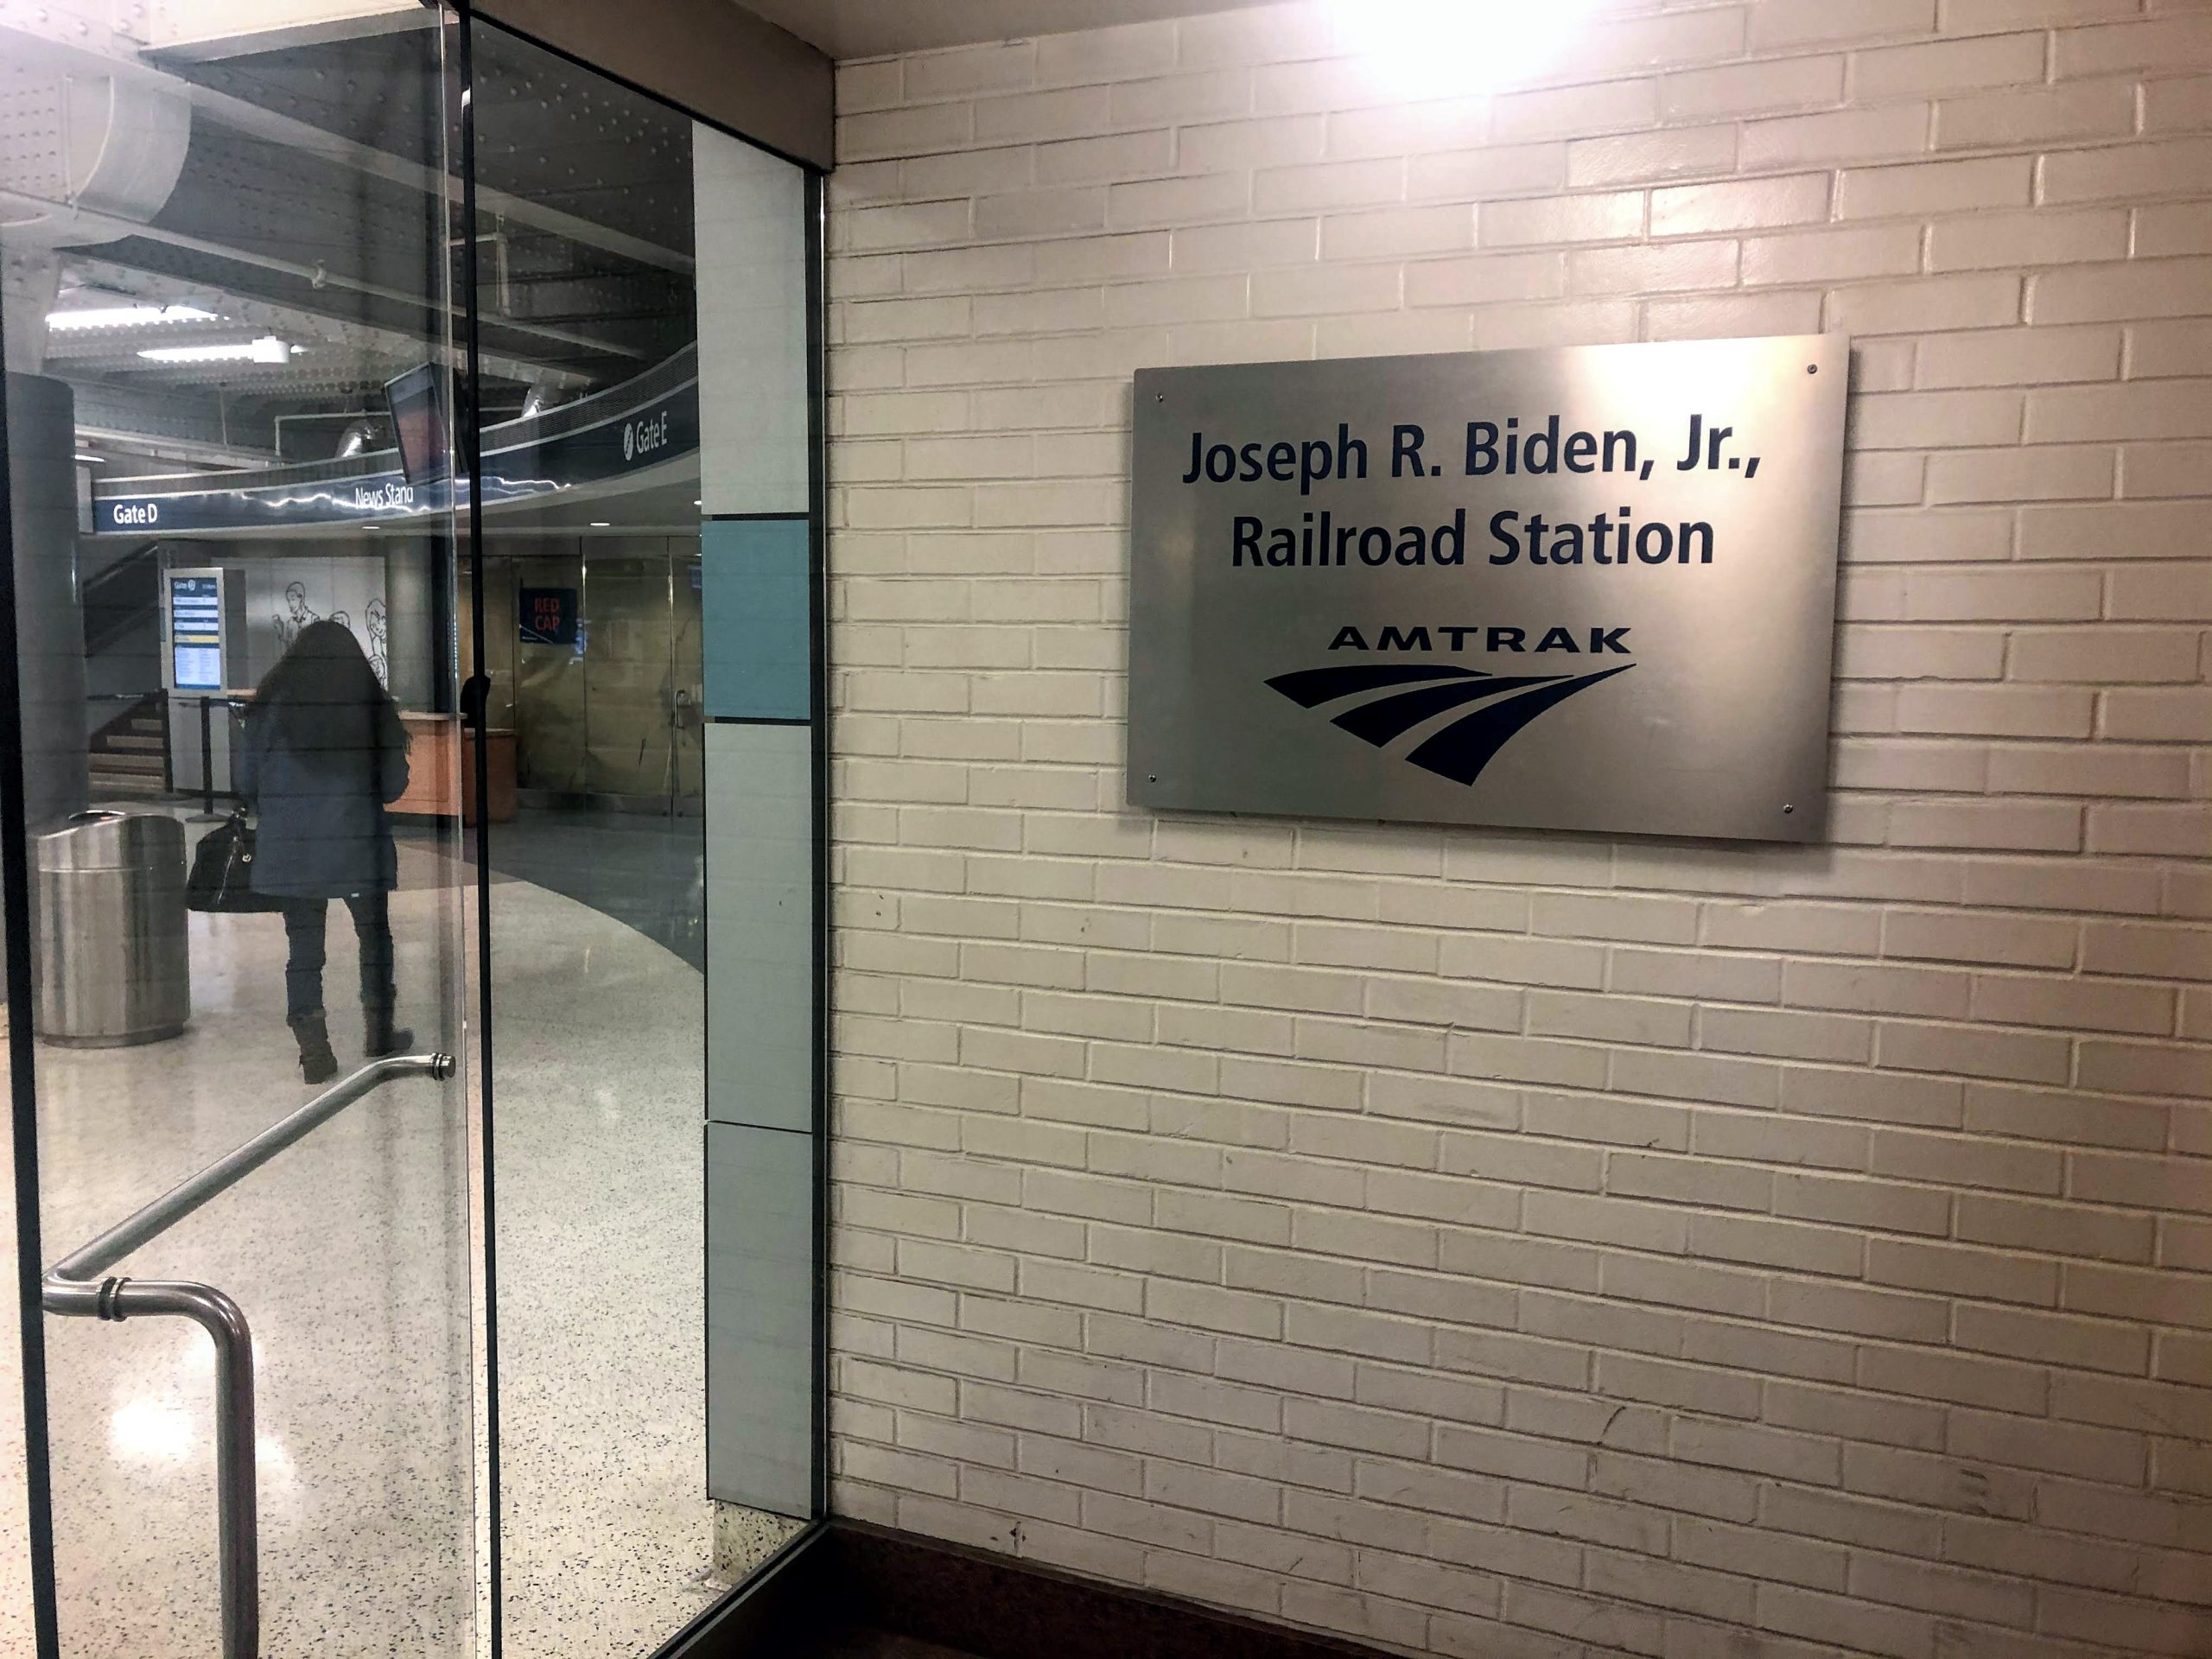 Joseph R. Biden, Jr.,
Railroad Station
AMTRAK
Gate E
News Stand
Gate D
RED
CAP